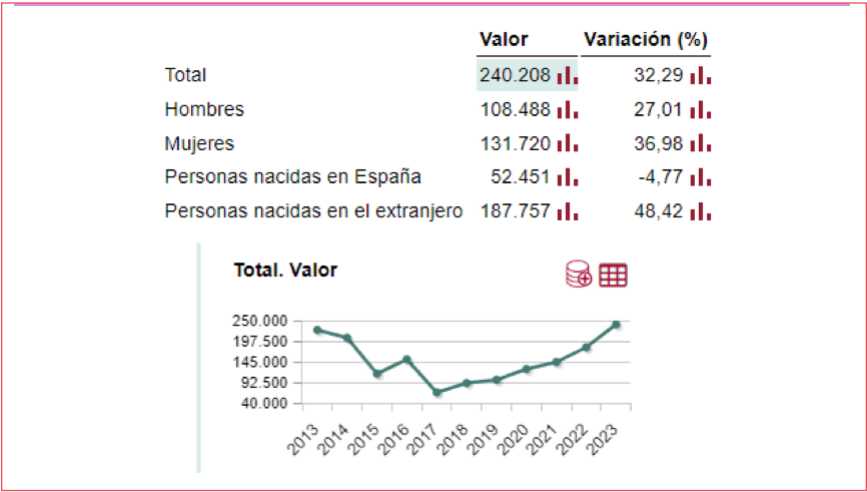 Valor Variación (%)
Total 240.208 32,29
Hombres 108.488 27,01
Mujeres 131.720 36,98
Personas nacidas en España 52.451 -4,77
Personas nacidas en el extranjero 187.757 48,42
Total. Valor
250.000
197.500
145.000
92.500
40.000
2013 2014 2015 2016 2017 2018 2019 2020 2021 2022 2023